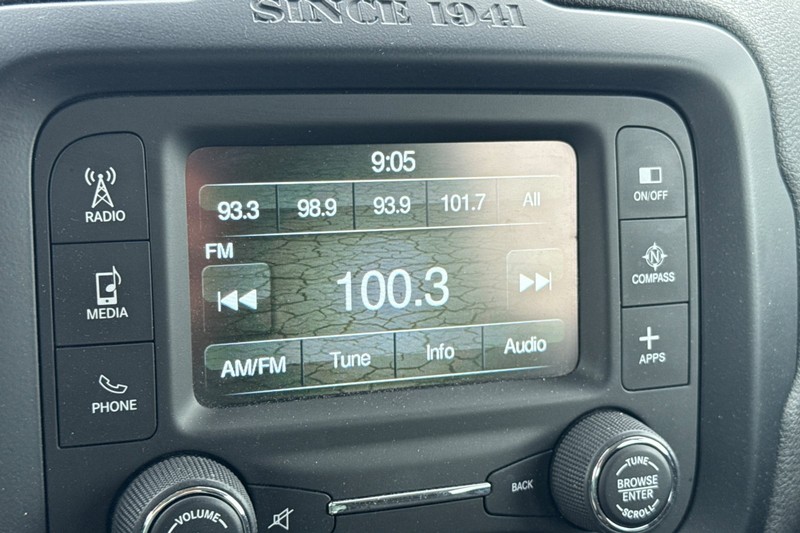 SINCE 1941
9:05
93.3 98.9 93.9 101.7 All
FM
100.3
AM/FM Tune Info Audio
RADIO
MEDIA
PHONE
ON/OFF
N
COMPASS
APPS
VOLUME
BACK
TUNE
BROWSE
ENTER
SCROLL